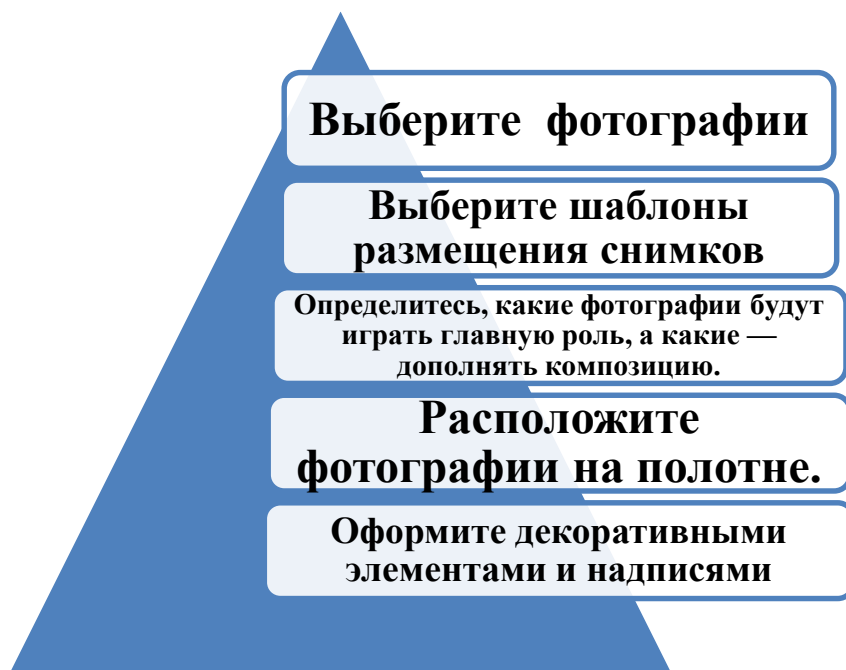 Выберите фотографии
Выберите шаблоны
размещения снимков
Определитесь, какие фотографии будут
играть главную роль, а какие —
дополнять композицию.
Расположите
фотографии на полотне.
Оформите декоративными
элементами и надписями